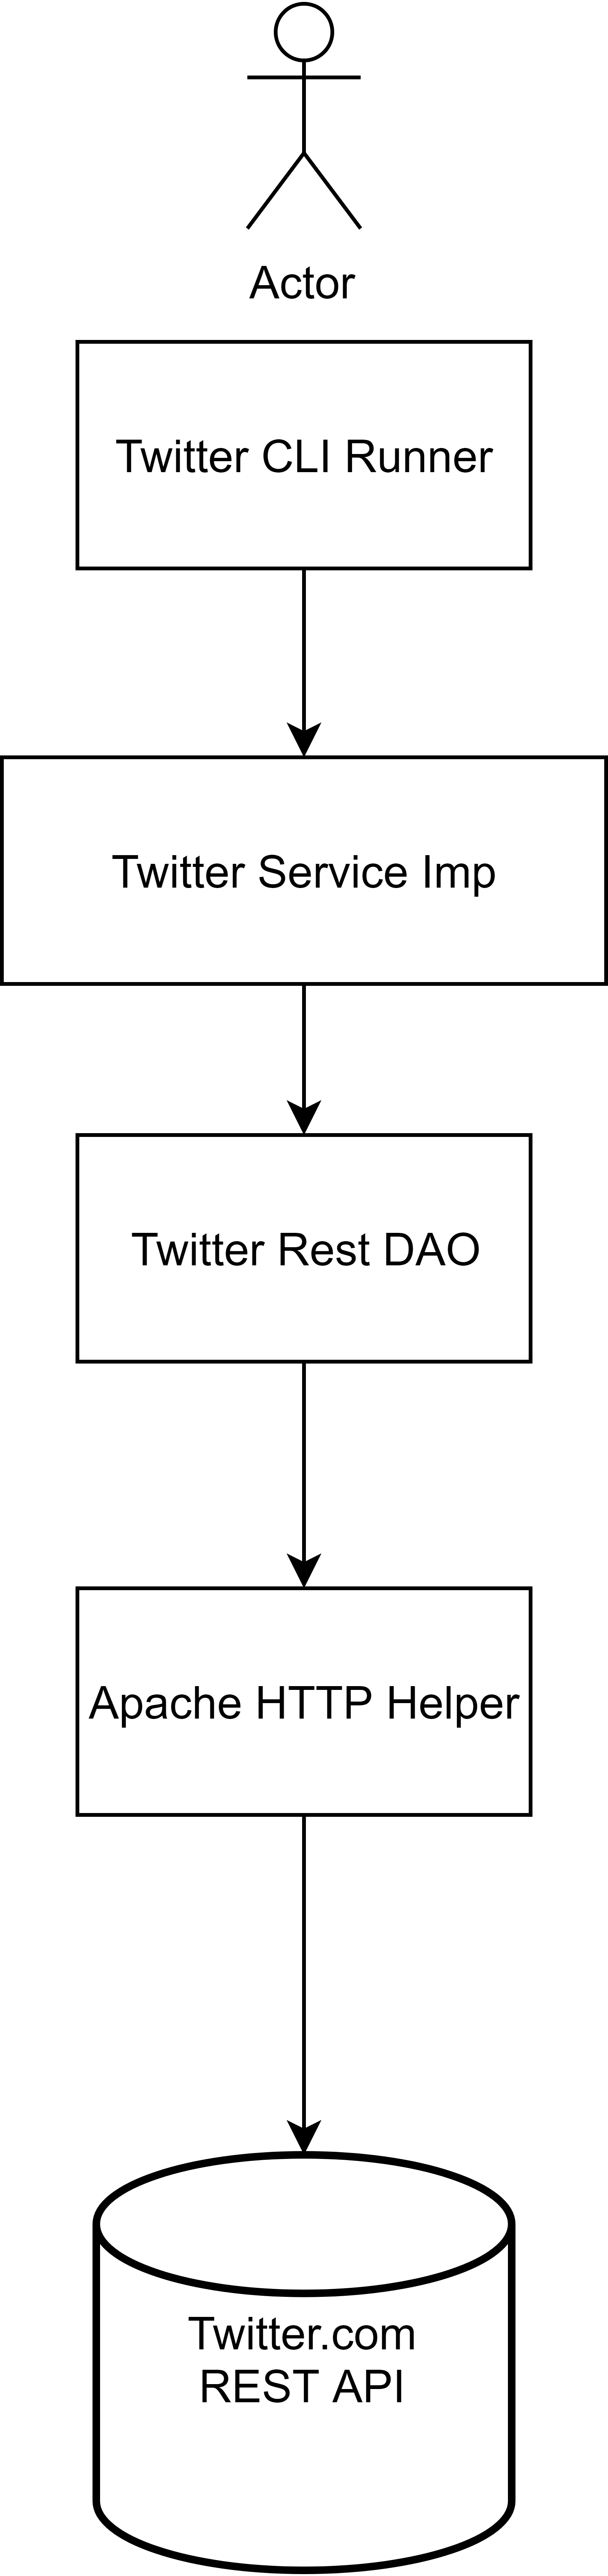 Actor
Twitter CLI Runner
Twitter Service Imp
Twitter Rest DAO
Apache HTTP Helper
Twitter.com
REST API